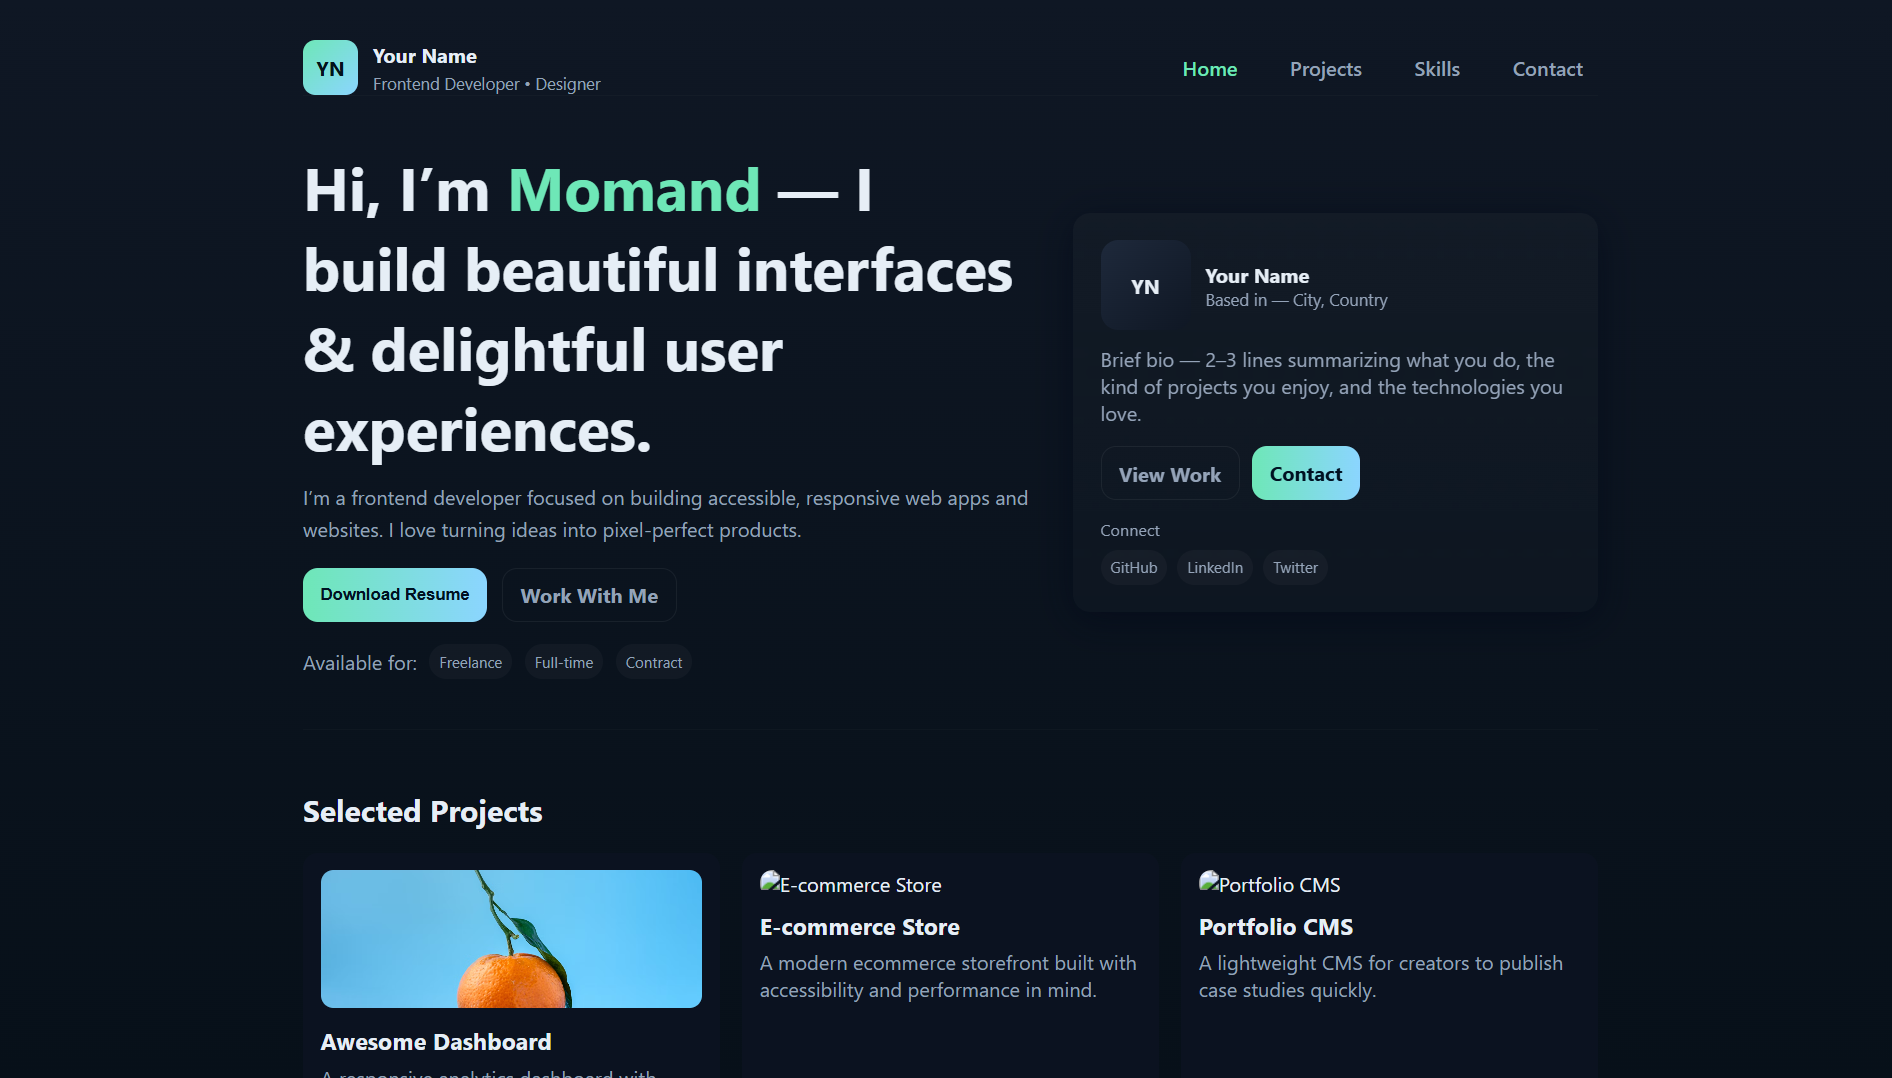 YN
Your Name
Frontend Developer • Designer
Home
Projects
Skills
Contact
Hi, I’m Momand — I
build beautiful interfaces
& delightful user
experiences.
I’m a frontend developer focused on building accessible, responsive web apps and
websites. I love turning ideas into pixel-perfect products.
Download Resume
Work With Me
Available for:
Freelance
Full-time
Contract
YN
Your Name
Based in — City, Country
Brief bio — 2–3 lines summarizing what you do, the
kind of projects you enjoy, and the technologies you
love.
View Work
Contact
Connect
GitHub
LinkedIn
Twitter
Selected Projects
Awesome Dashboard
A responsive analytics dashboard with
E-commerce Store
E-commerce Store
A modern ecommerce storefront built with
accessibility and performance in mind.
Portfolio CMS
Portfolio CMS
A lightweight CMS for creators to publish
case studies quickly.